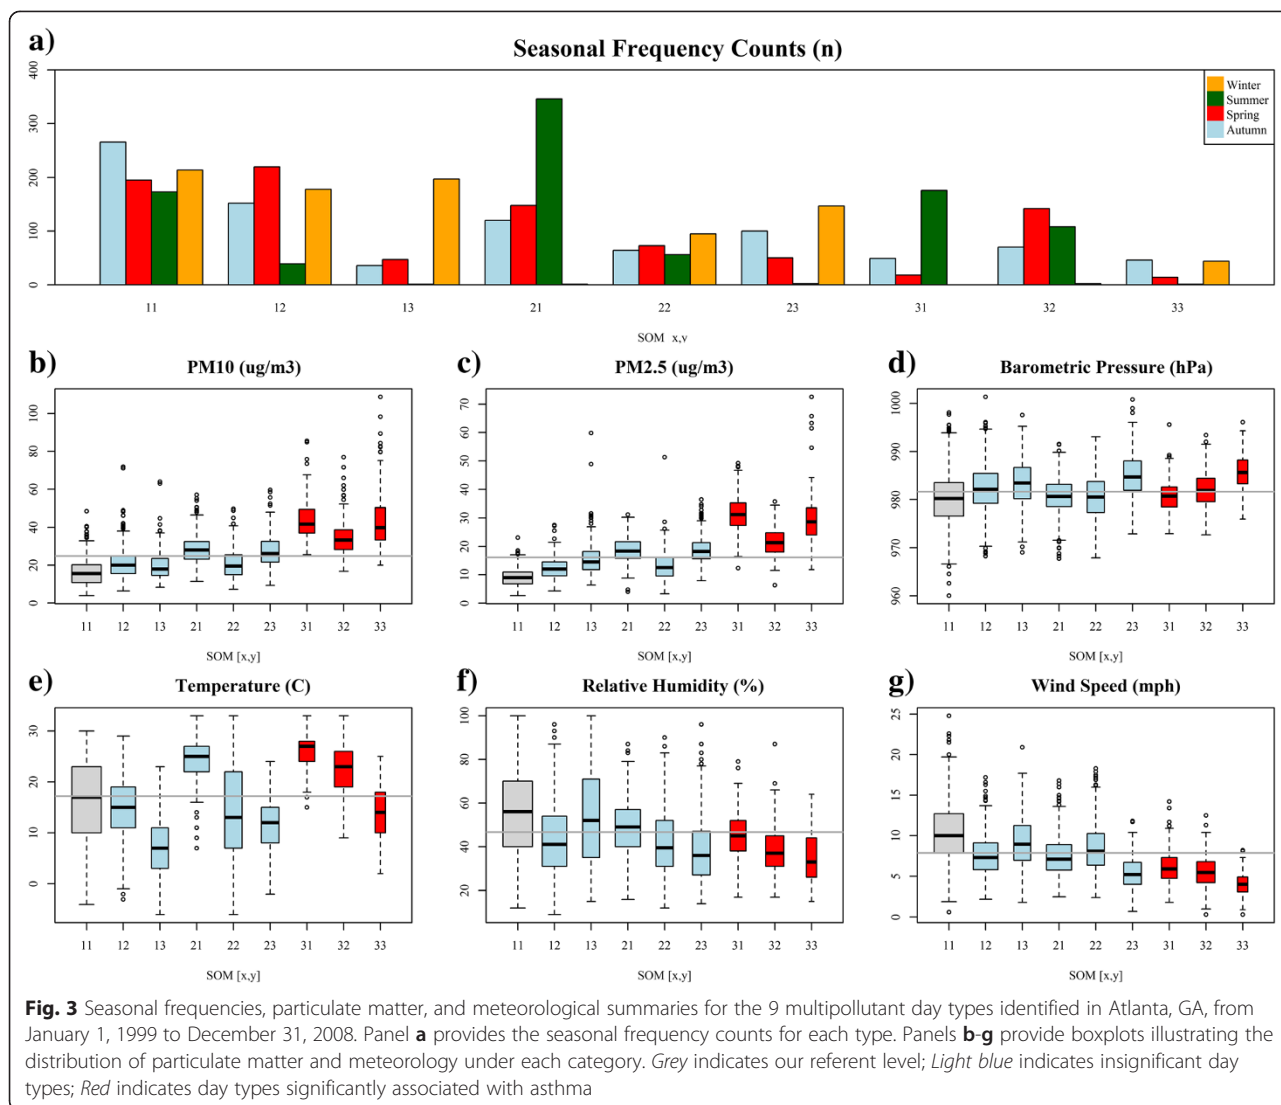 a)
Seasonal Frequency Counts (n)
400
300
200
100
0
Winter
Summer
Spring
Autumn
11 12 13 21 22 23 31 32 33
SOM x,y
b)
PM10 (ug/m3)
100
80
60
40
20
0
11 12 13 21 22 23 31 32 33
SOM [x,y]
c)
PM2.5 (ug/m3)
70
60
50
40
30
20
10
0
11 12 13 21 22 23 31 32 33
SOM [x,y]
d)
Barometric Pressure (hPa)
1000
990
980
970
960
11 12 13 21 22 23 31 32 33
SOM [x,y]
e)
Temperature (C)
30
20
10
0
11 12 13 21 22 23 31 32 33
SOM [x,y]
f)
Relative Humidity (%)
100
80
60
40
20
11 12 13 21 22 23 31 32 33
SOM [x,y]
g)
Wind Speed (mph)
25
20
15
10
5
0
11 12 13 21 22 23 31 32 33
SOM [x,y]
Fig. 3 Seasonal frequencies, particulate matter, and meteorological summaries for the 9 multipollutant day types identified in Atlanta, GA, from
January 1, 1999 to December 31, 2008. Panel a provides the seasonal frequency counts for each type. Panels b-g provide boxplots illustrating the
distribution of particulate matter and meteorology under each category. Grey indicates our referent level; Light blue indicates insignificant day
types; Red indicates day types significantly associated with asthma